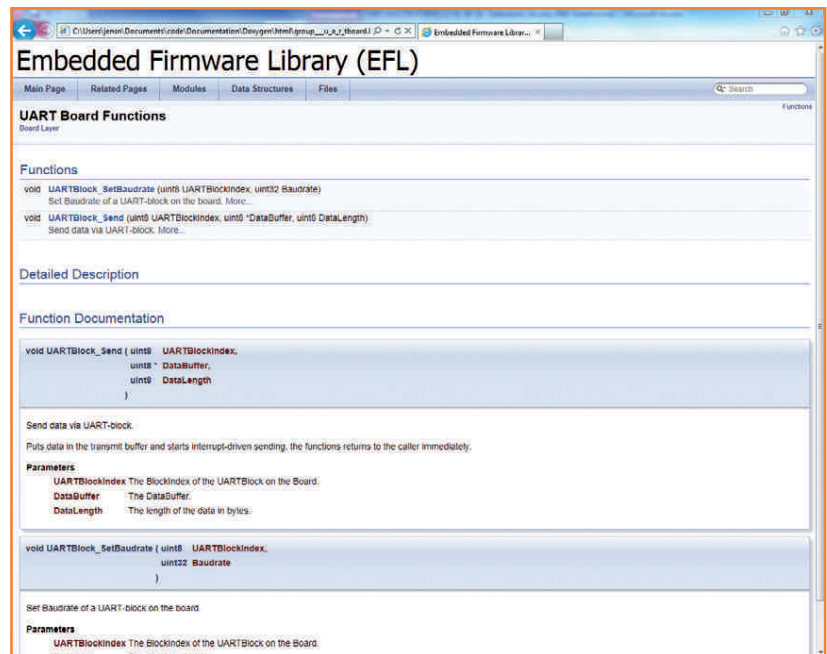 C:\Users\jensn\Documents\code\Documentation\Doxygen\html\group__u_a_r_tboard.l
Embedded Firmware Librar...
Embedded Firmware Library (EFL)
Main Page Related Pages Modules Data Structures Files Search
Functions
UART Board Functions
Board Layer
Functions
void UARTBlock_SetBaudrate (uint8 UARTBlockIndex, uint32 Baudrate)
Set Baudrate of a UART-block on the board. More...
void UARTBlock_Send (uint8 UARTBlockIndex, uint8 *DataBuffer, uint8 DataLength)
Send data via UART-block. More...
Detailed Description
Function Documentation
void UARTBlock_Send ( uint8 UARTBlockIndex,
uint8 * DataBuffer,
uint8 DataLength
)
Send data via UART-block.
Puts data in the transmit buffer and starts interrupt-driven sending, the functions returns to the caller immediately.
Parameters
UARTBlockIndex The BlockIndex of the UARTBlock on the Board.
DataBuffer The DataBuffer.
DataLength The length of the data in bytes.
void UARTBlock_SetBaudrate ( uint8 UARTBlockIndex,
uint32 Baudrate
)
Set Baudrate of a UART-block on the board.
Parameters
UARTBlockIndex The BlockIndex of the UARTBlock on the Board.